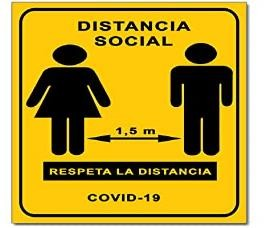 DISTANCIA
SOCIAL
1,5 m
RESPETA LA DISTANCIA
COVID-19